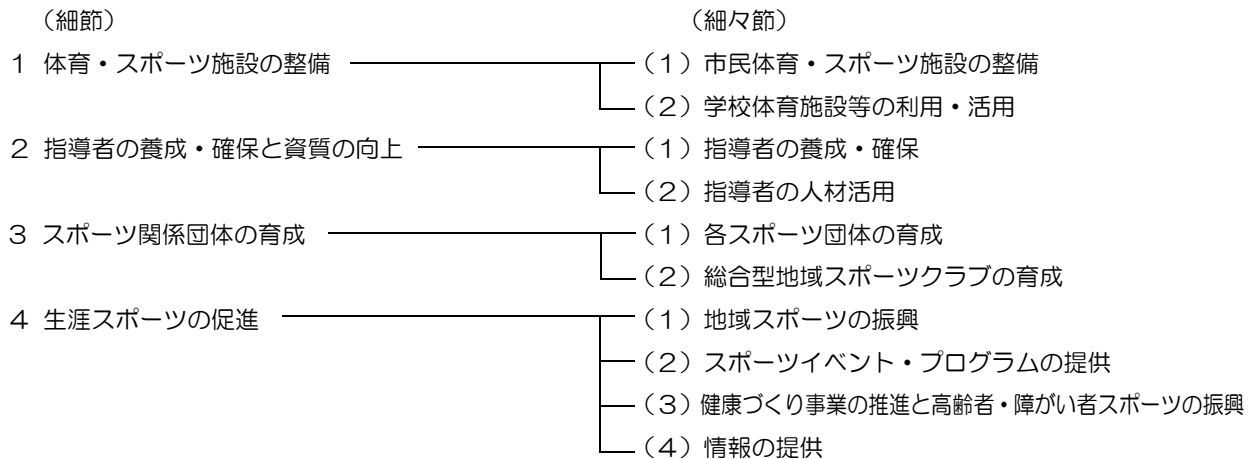 （細節） （細々節）
１ 体育・スポーツ施設の整備 （１）市民体育・スポーツ施設の整備
（２）学校体育施設等の利用・活用
２ 指導者の養成・確保と資質の向上 （１）指導者の養成・確保
（２）指導者の人材活用
３ スポーツ関係団体の育成 （１）各スポーツ団体の育成
（２）総合型地域スポーツクラブの育成
４ 生涯スポーツの促進 （１）地域スポーツの振興
（２）スポーツイベント・プログラムの提供
（３）健康づくり事業の推進と高齢者・障がい者スポーツの振興
（４）情報の提供